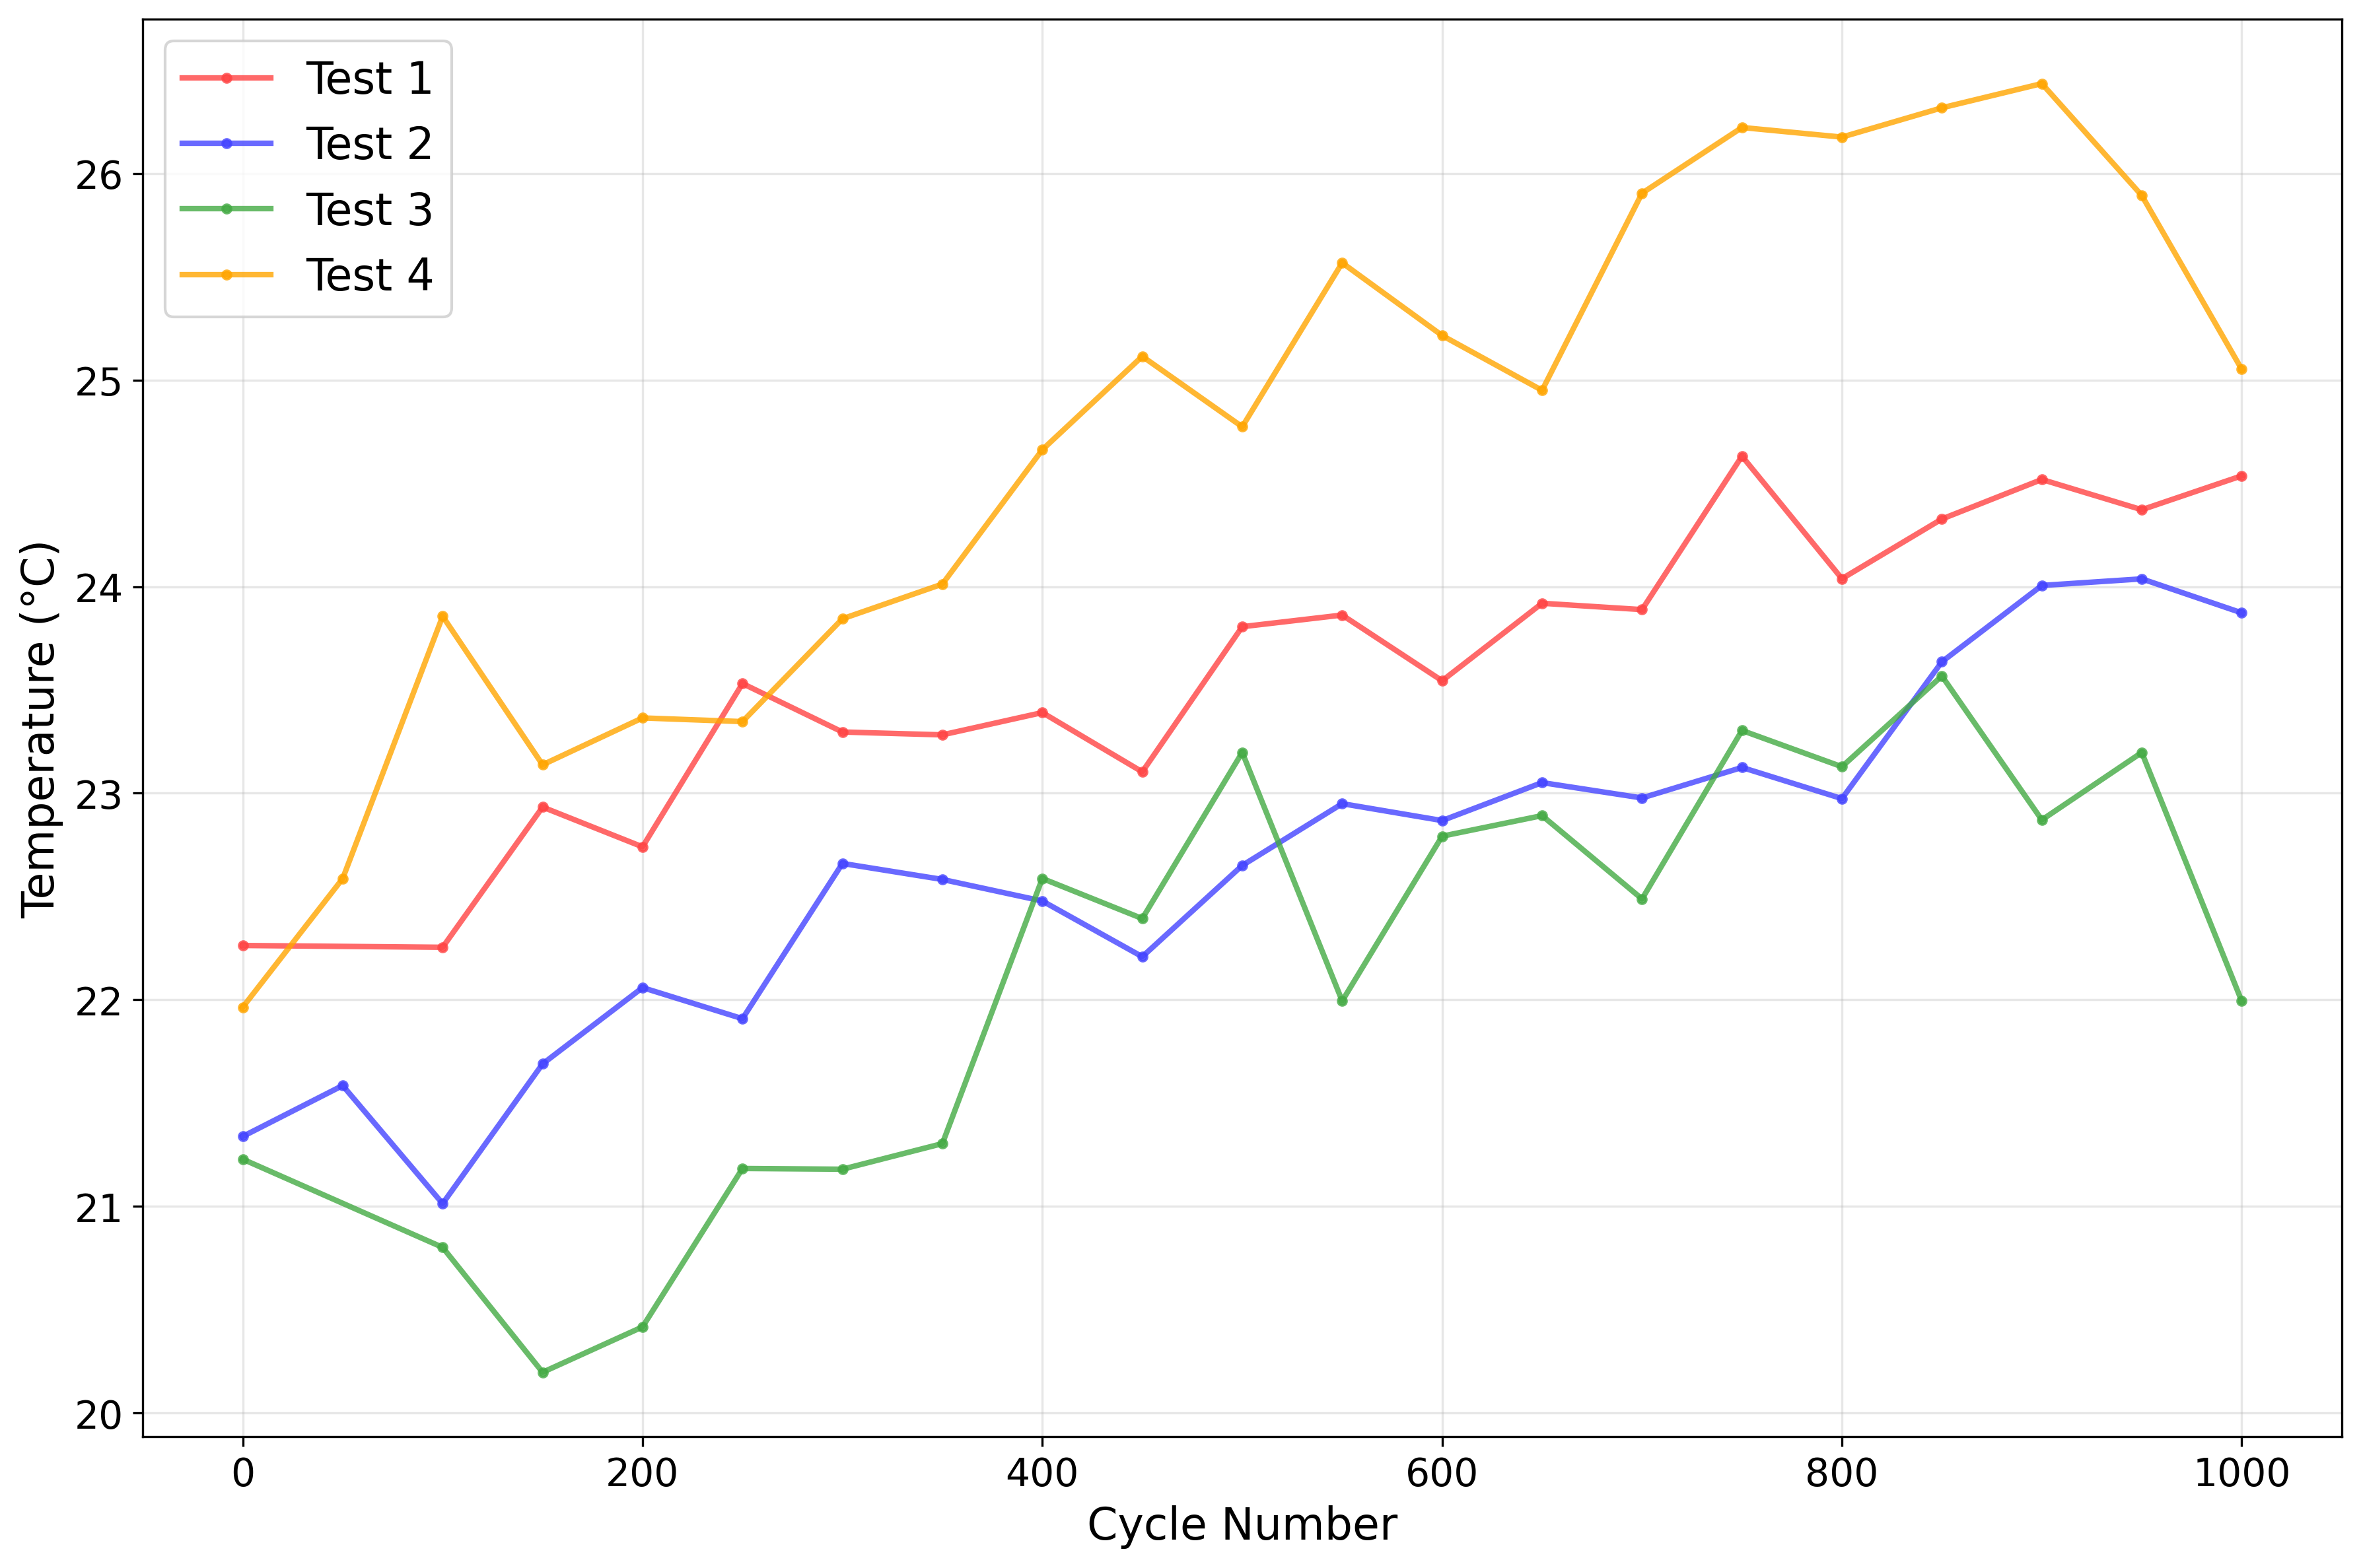 Test 1
Test 2
Test 3
Test 4
26
25
24
23
22
21
20
Temperature (°C)
0 200 400 600 800 1000
Cycle Number